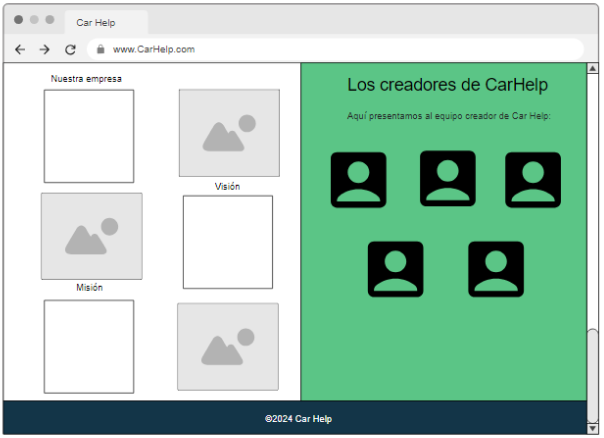 Car Help
www.CarHelp.com
Nuestra empresa
Visión
Misión
Los creadores de CarHelp
Aquí presentamos al equipo creador de Car Help:
©2024 Car Help